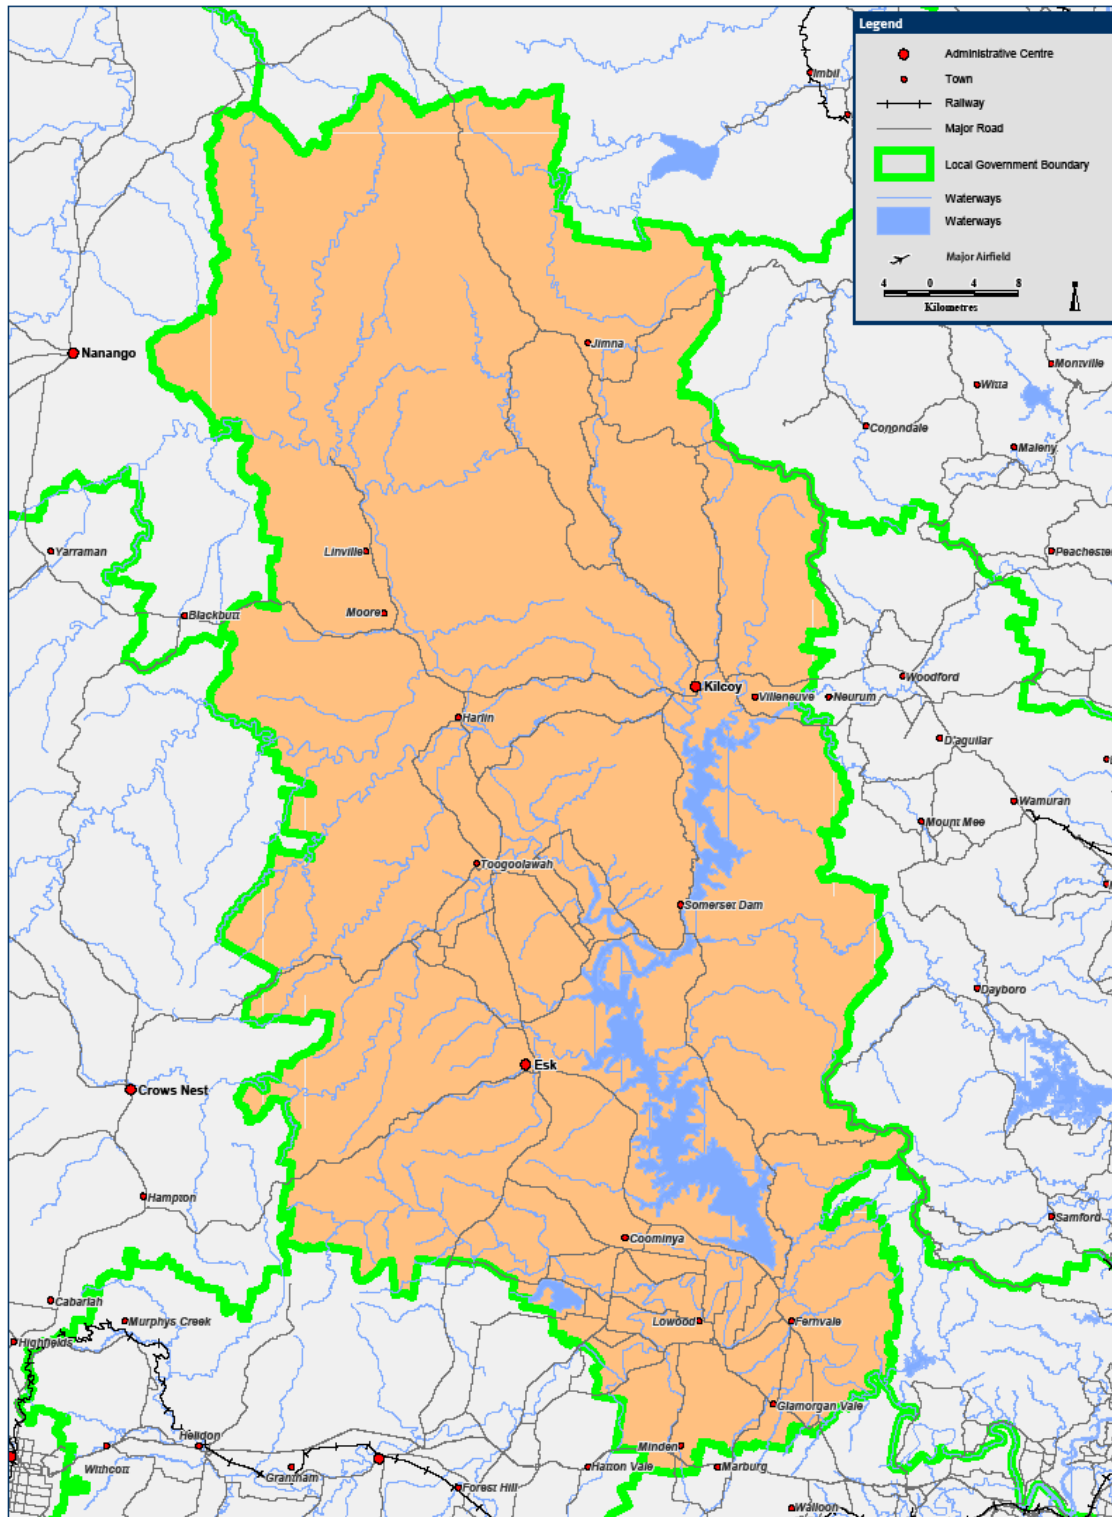 Legend
Administrative Centre
Town
Railway
Major Road
Local Government Boundary
Waterways
Waterways
Major Airfield
4 0 4 8
Kilometres
Imbil
Nanango
Jimna
Montville
Witta
Conondale
Maleny
Yarraman
Linville
Peachester
Blackbutt
Moore
Kilcoy
Villeneuve
Neurum
Woodford
Harlin
D'aguilar
Wamuran
Mount Mee
Toogoolawah
Somerset Dam
Dayboro
Esk
Crows Nest
Hampton
Samford
Coominya
Cabarlah
Murphys Creek
Highfields
Lowood
Fernvale
Glamorgan Vale
Helidon
Minden
Withcott
Grantham
Hatton Vale
Marburg
Forest Hill
Walloon